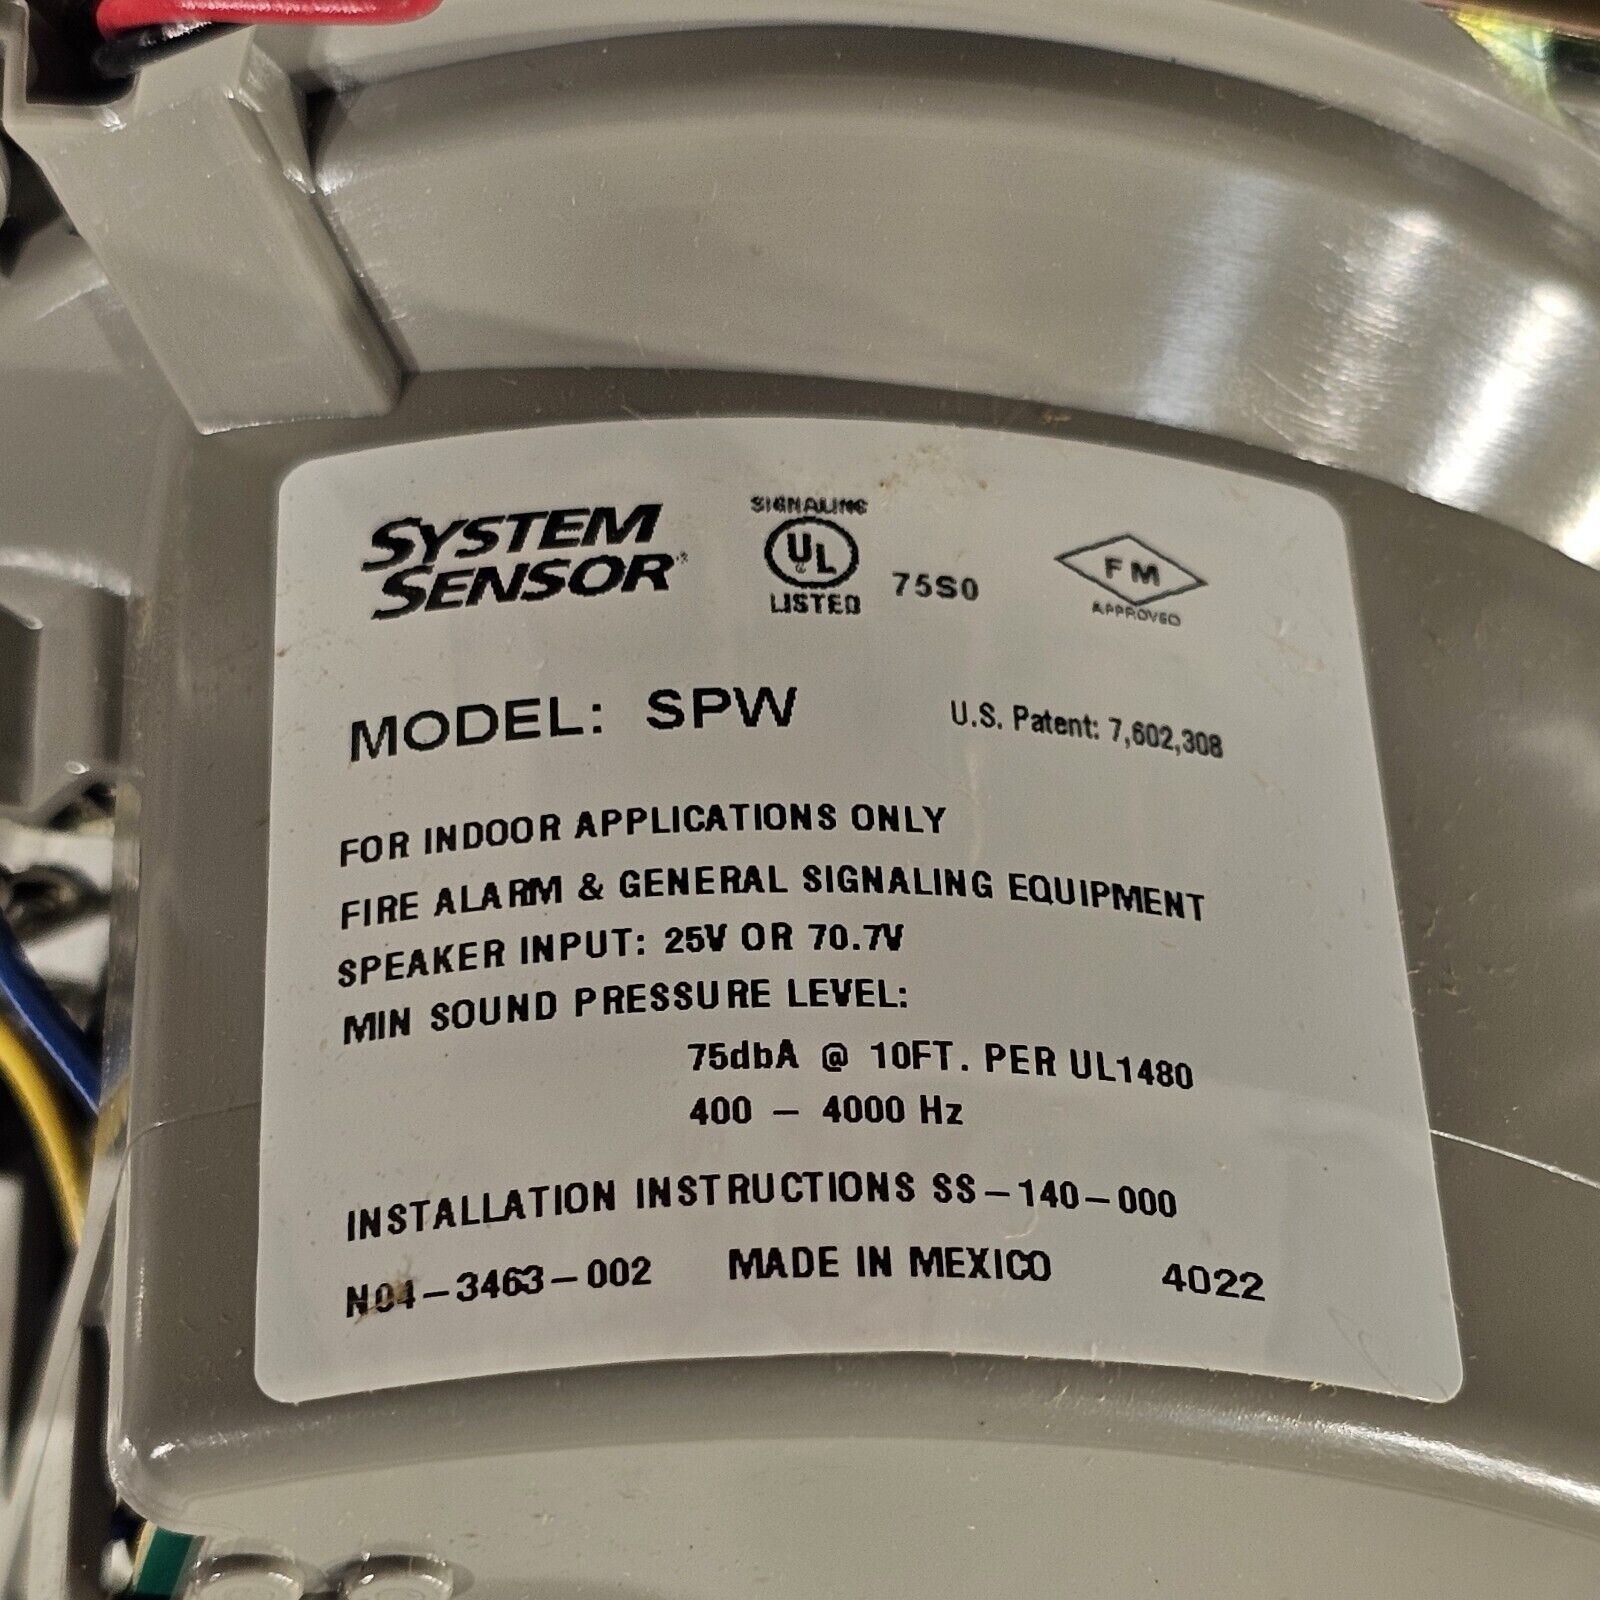 SYSTEM
SENSOR®
SIGNALING
UL
LISTED
75S0
FM
APPROVED
MODEL: SPW
U.S. Patent: 7,602,308
FOR INDOOR APPLICATIONS ONLY
FIRE ALARM & GENERAL SIGNALING EQUIPMENT
SPEAKER INPUT: 25V OR 70.7V
MIN SOUND PRESSURE LEVEL:
75dbA @ 10FT. PER UL1480
400 – 4000 Hz
INSTALLATION INSTRUCTIONS SS–140–000
N04–3463–002 MADE IN MEXICO 4022